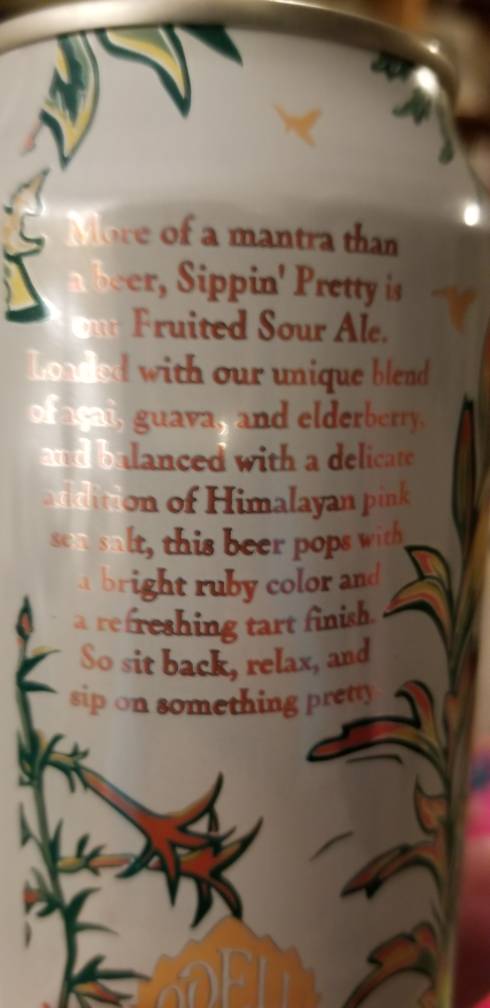 More of a mantra than
a beer, Sippin' Pretty is
our Fruited Sour Ale.
Loaded with our unique blend
of açai, guava, and elderberry,
and balanced with a delicate
addition of Himalayan pink
sea salt, this beer pops with
a bright ruby color and
a refreshing tart finish.
So sit back, relax, and
sip on something pretty.
ODELL